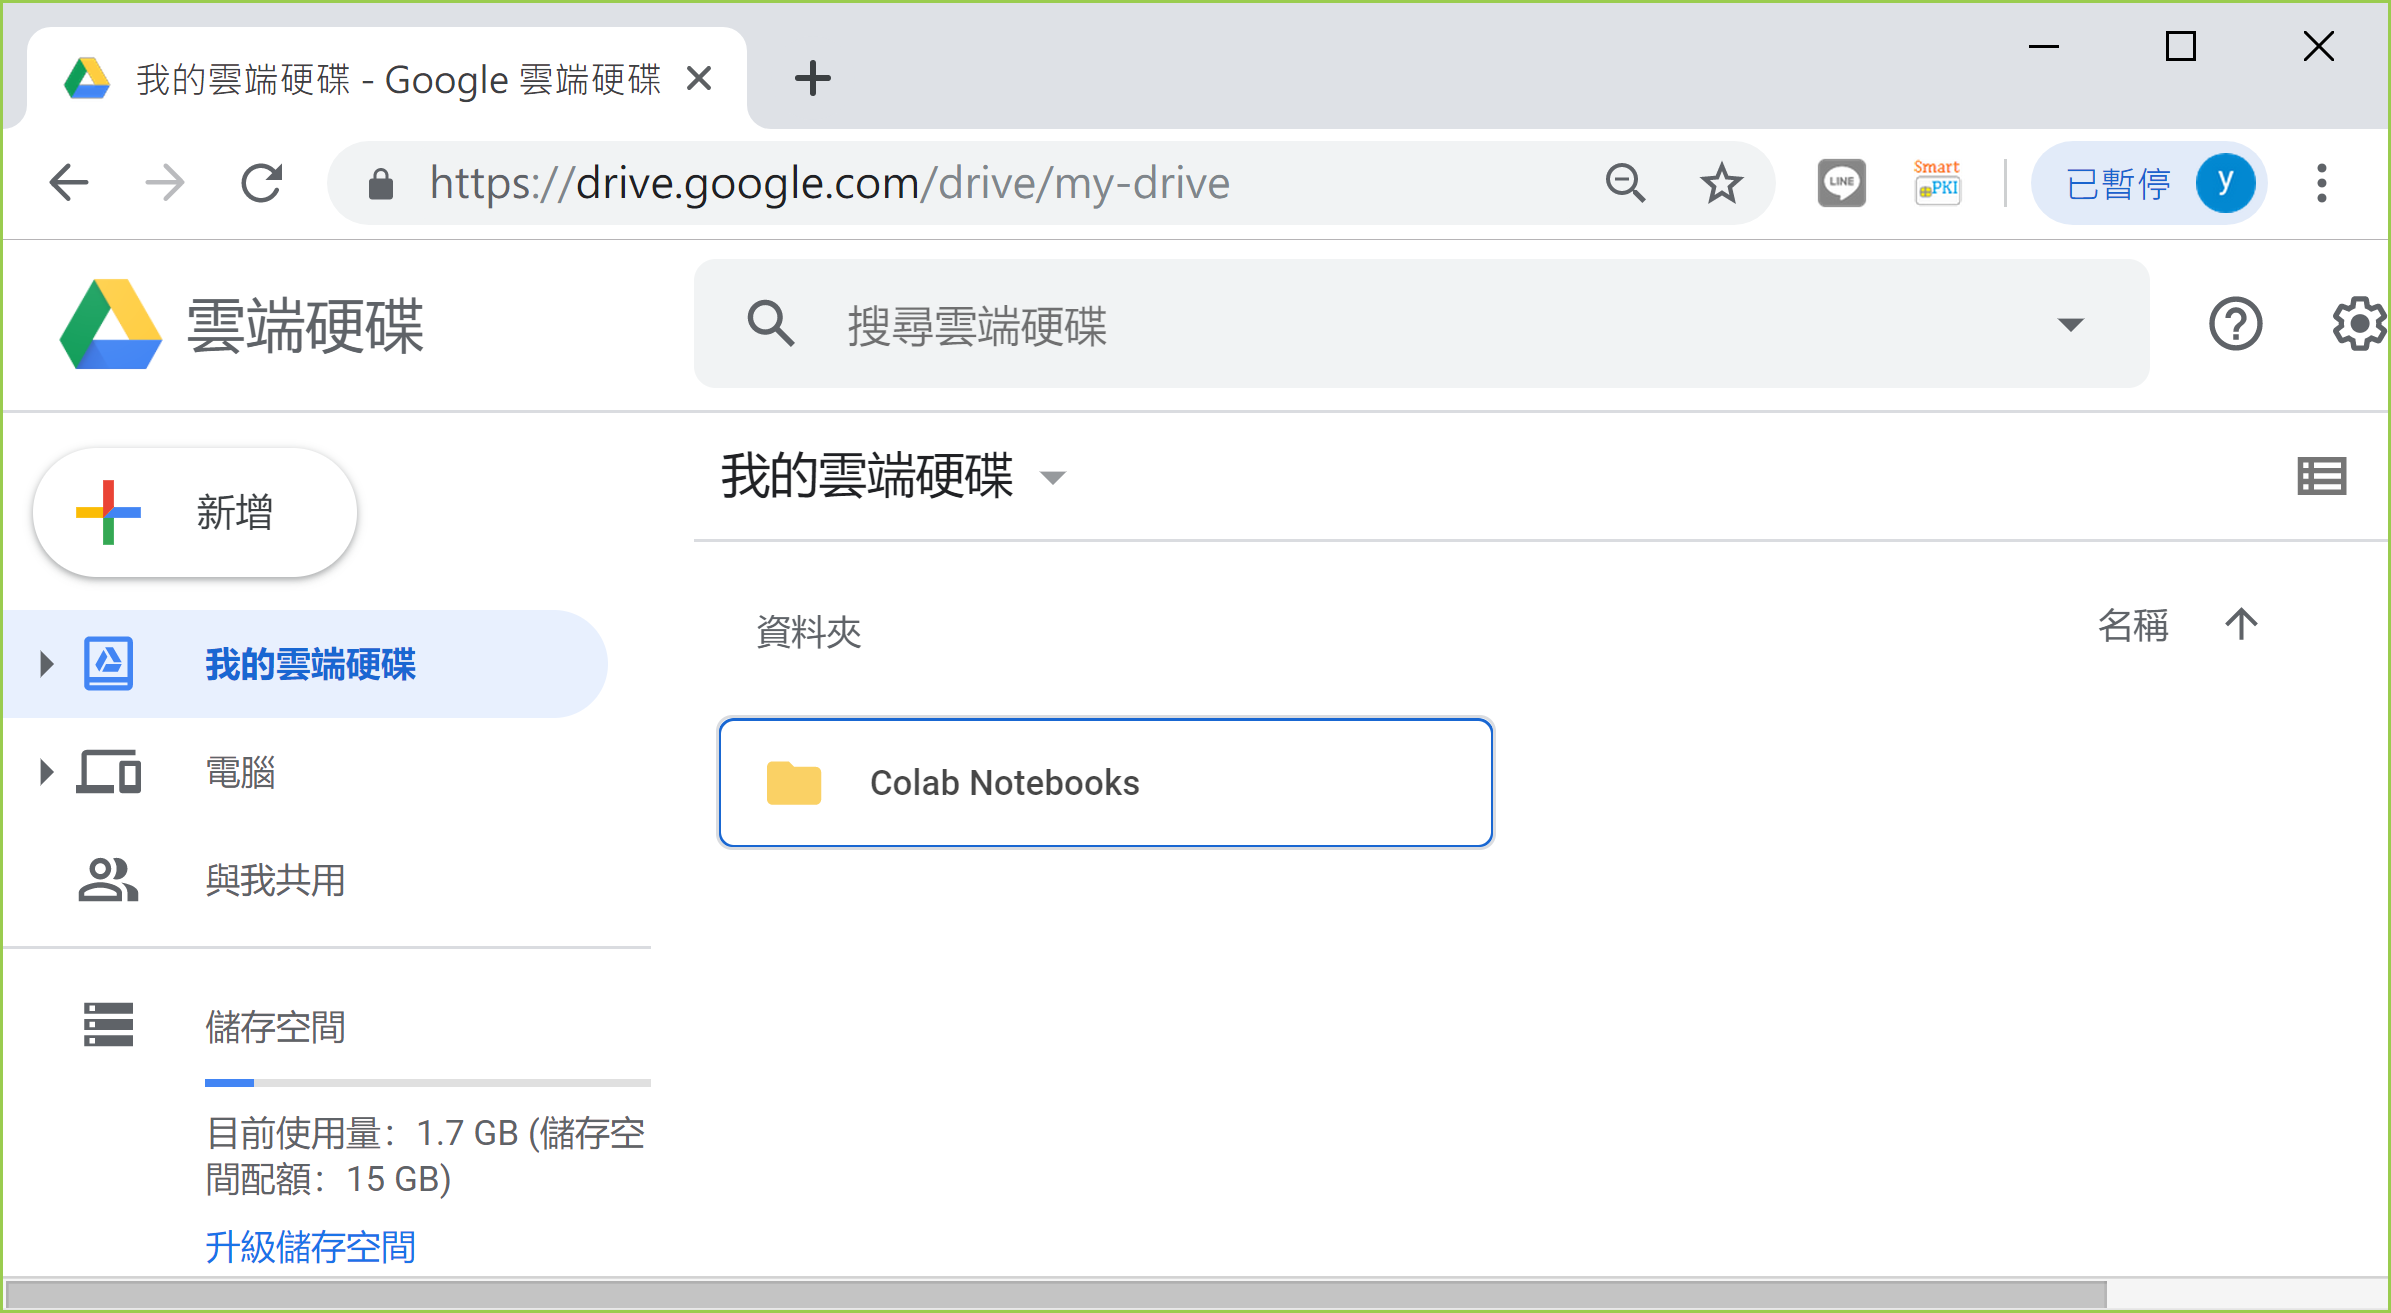 我的雲端硬碟 - Google 雲端硬碟
https://drive.google.com/drive/my-drive
LINE
Smart
PKI
已暫停
y
雲端硬碟
搜尋雲端硬碟
新增
我的雲端硬碟
資料夾
名稱
我的雲端硬碟
Colab Notebooks
電腦
與我共用
儲存空間
目前使用量：1.7 GB (儲存空
間配額：15 GB)
升級儲存空間